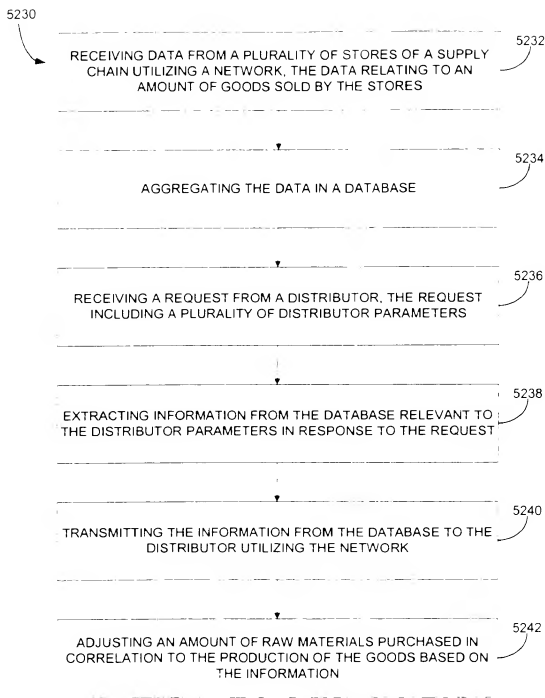 5230
5232
RECEIVING DATA FROM A PLURALITY OF STORES OF A SUPPLY
CHAIN UTILIZING A NETWORK, THE DATA RELATING TO AN
AMOUNT OF GOODS SOLD BY THE STORES
5234
AGGREGATING THE DATA IN A DATABASE
5236
RECEIVING A REQUEST FROM A DISTRIBUTOR, THE REQUEST
INCLUDING A PLURALITY OF DISTRIBUTOR PARAMETERS
5238
EXTRACTING INFORMATION FROM THE DATABASE RELEVANT TO
THE DISTRIBUTOR PARAMETERS IN RESPONSE TO THE REQUEST
5240
TRANSMITTING THE INFORMATION FROM THE DATABASE TO THE
DISTRIBUTOR UTILIZING THE NETWORK
5242
ADJUSTING AN AMOUNT OF RAW MATERIALS PURCHASED IN
CORRELATION TO THE PRODUCTION OF THE GOODS BASED ON
THE INFORMATION